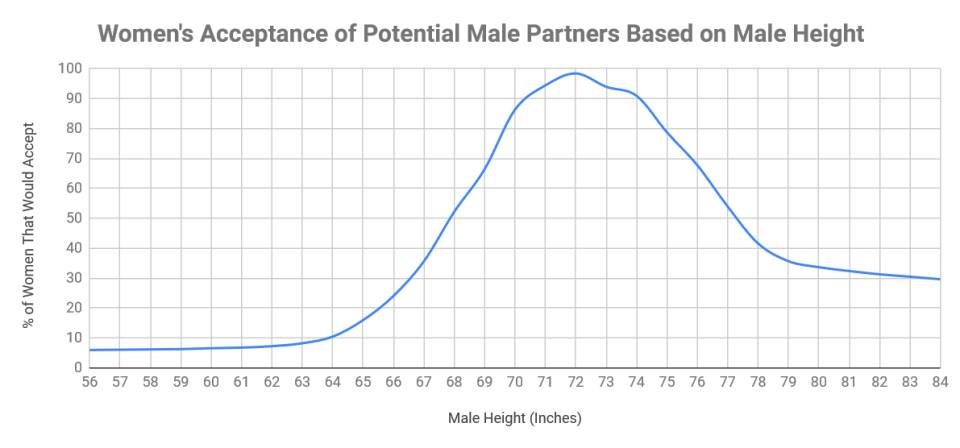 Women's Acceptance of Potential Male Partners Based on Male Height
% of Women That Would Accept
100
90
80
70
60
50
40
30
20
10
0
56 57 58 59 60 61 62 63 64 65 66 67 68 69 70 71 72 73 74 75 76 77 78 79 80 81 82 83 84
Male Height (Inches)